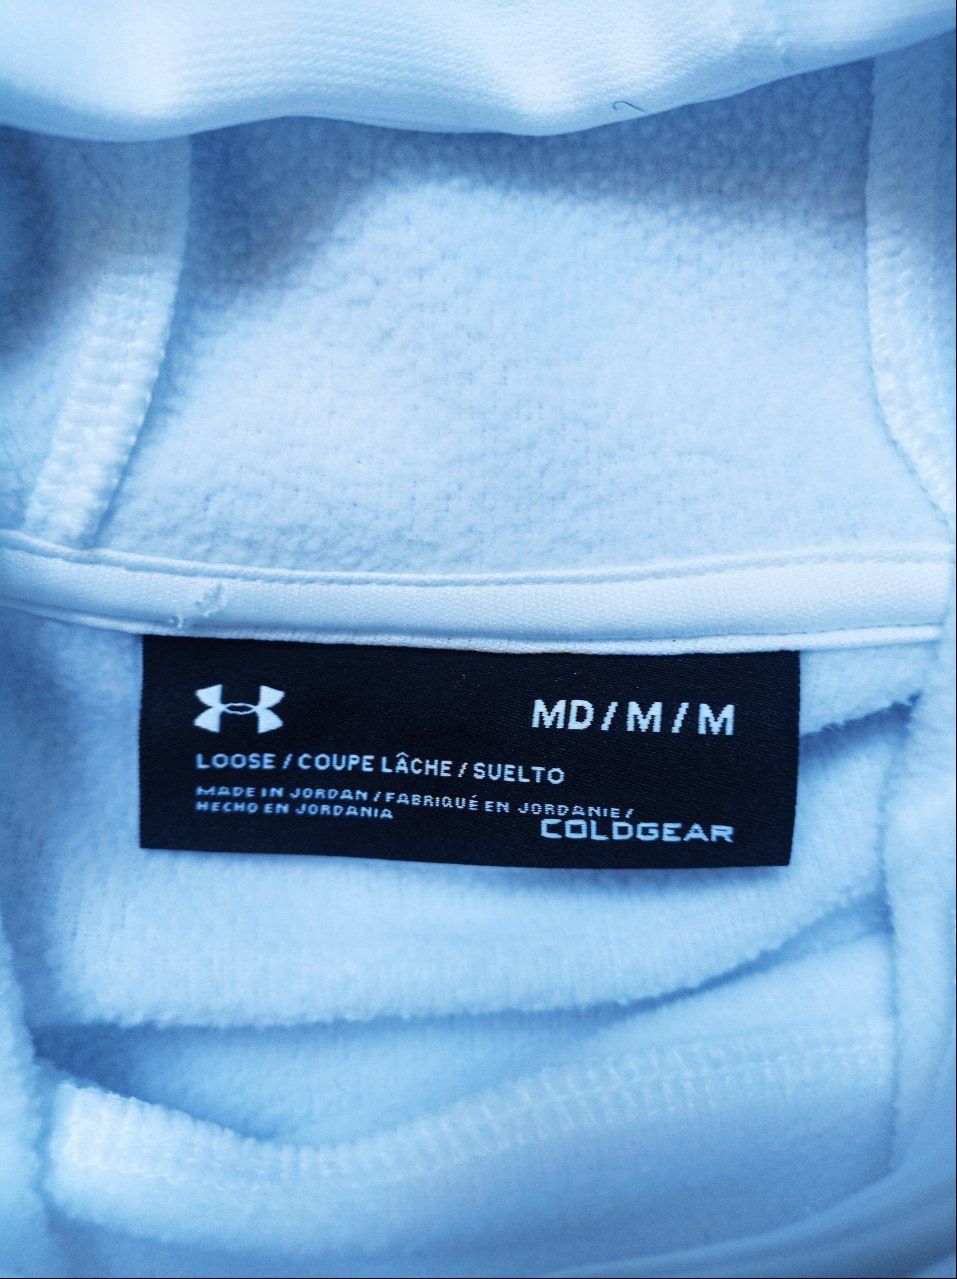 MD / M / M
LOOSE / COUPE LÂCHE / SUELTO
MADE IN JORDAN / FABRIQUÉ EN JORDANIE /
HECHO EN JORDANIA
COLDGEAR